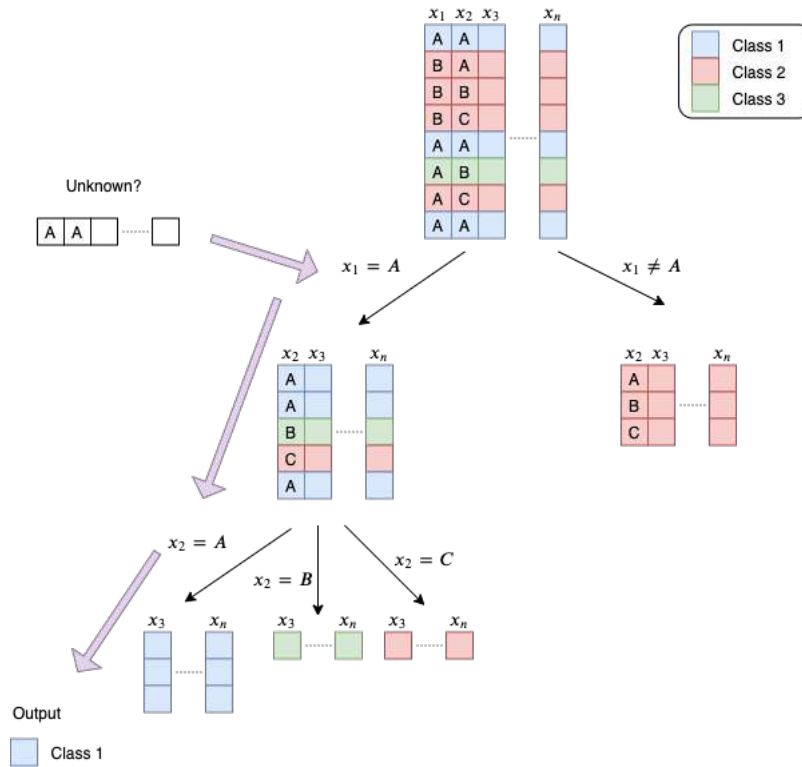 x₁ x₂ x₃ xₙ
A A
B A
B B
B C
A A
A B
A C
A A
Class 1
Class 2
Class 3
Unknown?
A A
x₁ = A
x₁ ≠ A
x₂ x₃ xₙ
A
A
B
C
A
x₂ x₃ xₙ
A
B
C
x₂ = A
x₂ = B
x₂ = C
x₃ xₙ
x₃ xₙ
x₃ xₙ
Output
Class 1